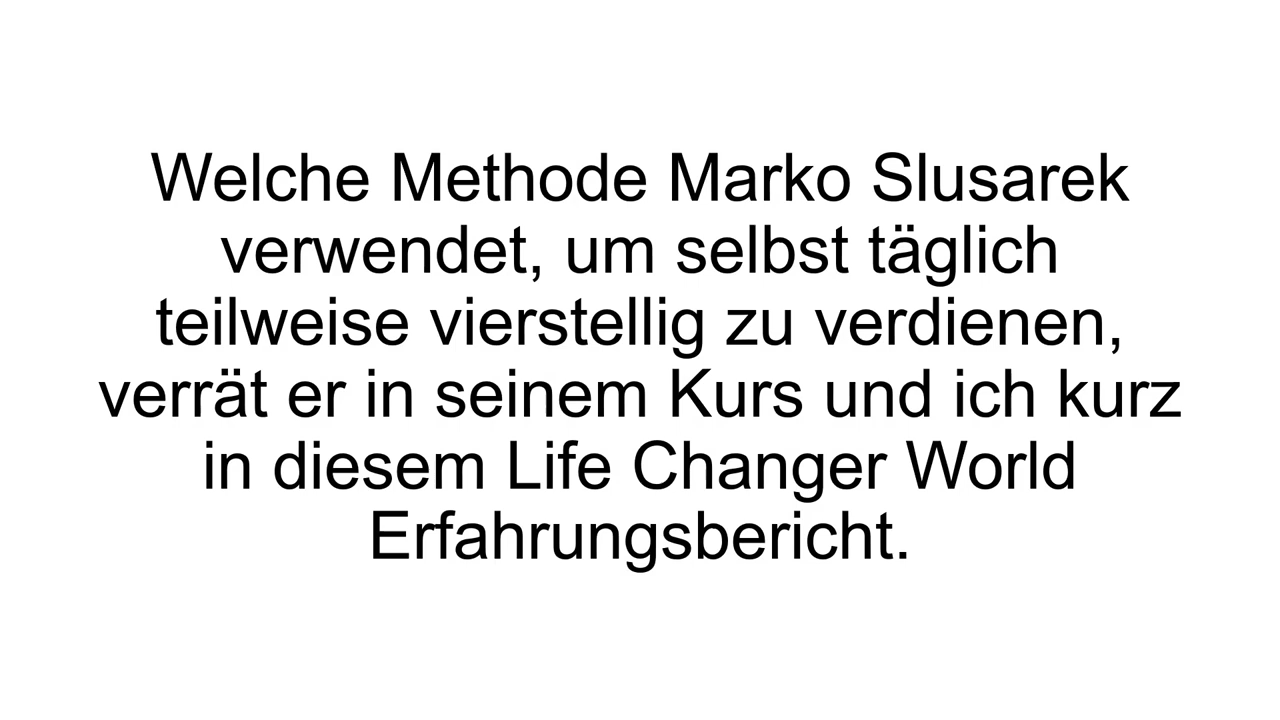 Welche Methode Marko Slusarek
verwendet, um selbst täglich
teilweise vierstellig zu verdienen,
verrät er in seinem Kurs und ich kurz
in diesem Life Changer World
Erfahrungsbericht.